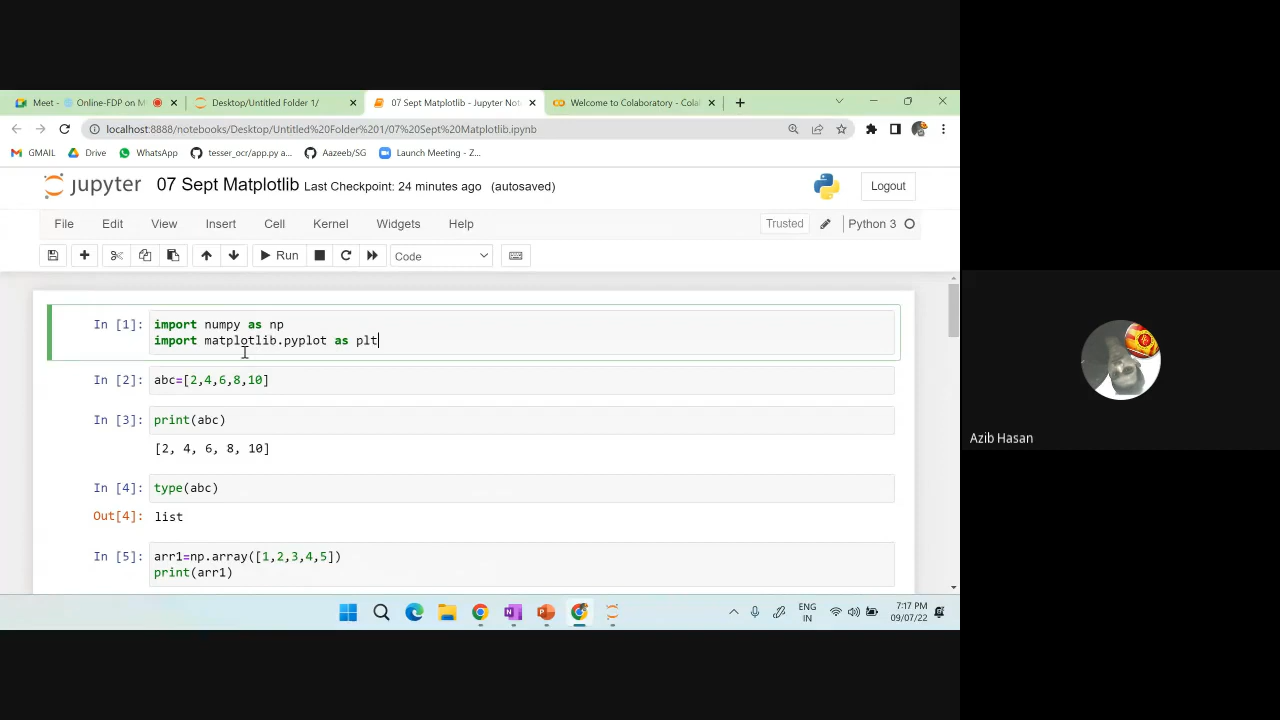 Meet - Online-FDP on M
Desktop/Untitled Folder 1/
07 Sept Matplotlib - Jupyter Not
Welcome to Colaboratory - Cola
localhost:8888/notebooks/Desktop/Untitled%20Folder%201/07%20Sept%20Matplotlib.ipynb
GMAIL
Drive
WhatsApp
tesser_ocr/app.py a...
Aazeeb/SG
Launch Meeting - Z...
jupyter
07 Sept Matplotlib Last Checkpoint: 24 minutes ago (autosaved)
Logout
File Edit View Insert Cell Kernel Widgets Help
Trusted
Python 3
Run
Code
In [1]: import numpy as np
import matplotlib.pyplot as plt
In [2]: abc=[2,4,6,8,10]
In [3]: print(abc)
[2, 4, 6, 8, 10]
In [4]: type(abc)
Out[4]: list
In [5]: arr1=np.array([1,2,3,4,5])
print(arr1)
Azib Hasan
ENG
IN
7:17 PM
09/07/22